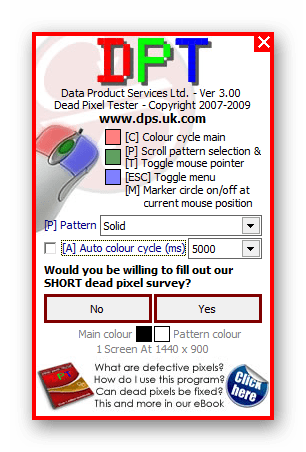 DPT
Data Product Services Ltd. - Ver 3.00
Dead Pixel Tester - Copyright 2007-2009
www.dps.uk.com
[C] Colour cycle main
[P] Scroll pattern selection &
[T] Toggle mouse pointer
[ESC] Toggle menu
[M] Marker circle on/off at
current mouse position
[P] Pattern Solid
[A] Auto colour cycle (ms) 5000
Would you be willing to fill out our
SHORT dead pixel survey?
No Yes
Main colour Pattern colour
1 Screen At 1440 x 900
What are defective pixels?
How do I use this program?
Can dead pixels be fixed?
This and more in our eBook
Click
here